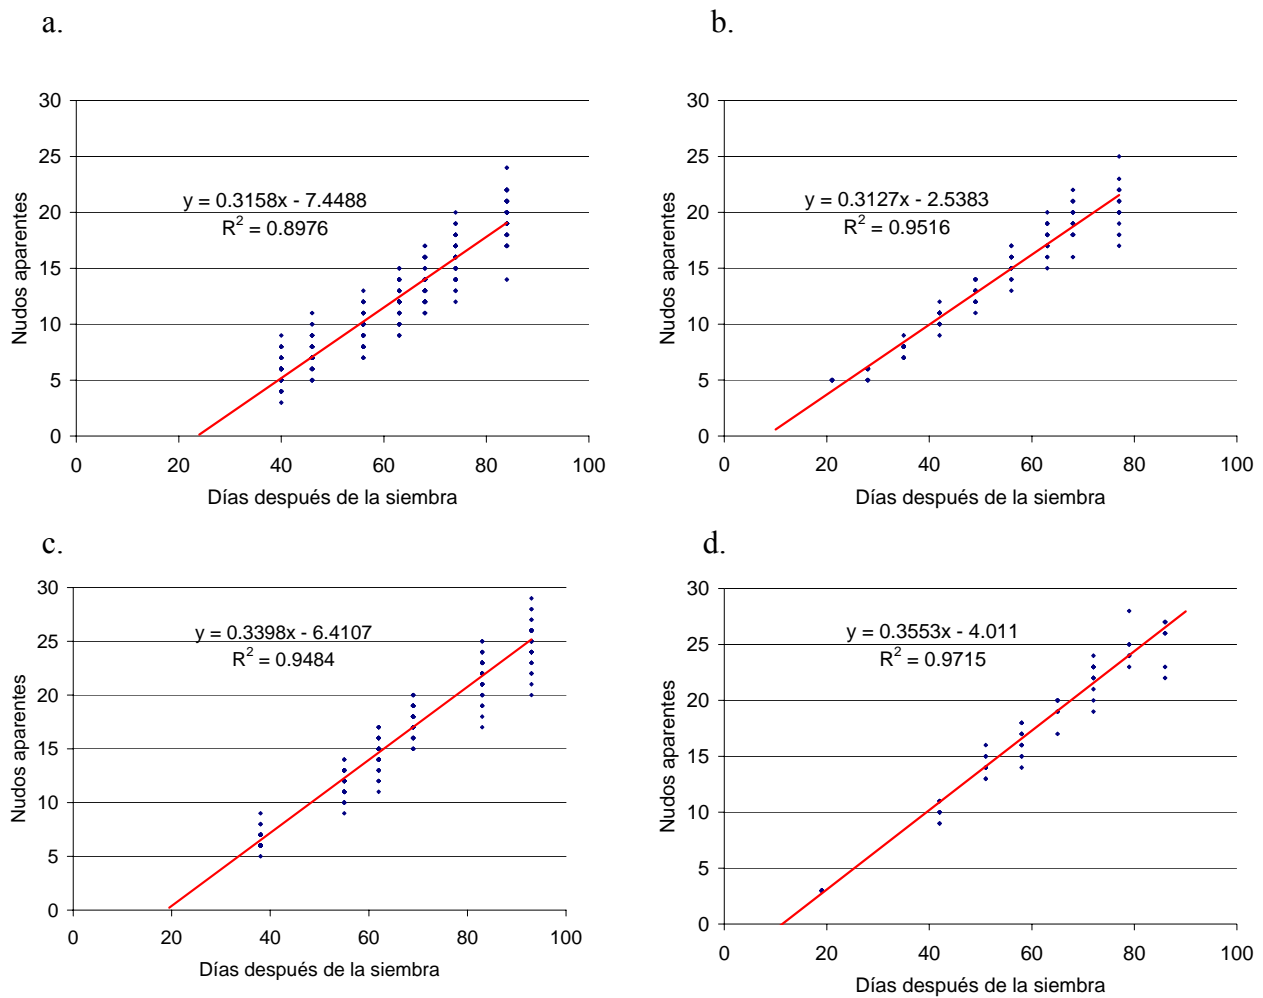 a.
30
25
20
15
10
5
0
Nudos aparentes
y = 0.3158x - 7.4488
R² = 0.8976
0 20 40 60 80 100
Días después de la siembra
b.
30
25
20
15
10
5
0
Nudos aparentes
y = 0.3127x - 2.5383
R² = 0.9516
0 20 40 60 80 100
Días después de la siembra
c.
30
25
20
15
10
5
0
Nudos aparentes
y = 0.3398x - 6.4107
R² = 0.9484
0 20 40 60 80 100
Días después de la siembra
d.
30
25
20
15
10
5
0
Nudos aparentes
y = 0.3553x - 4.011
R² = 0.9715
0 20 40 60 80 100
Días después de la siembra